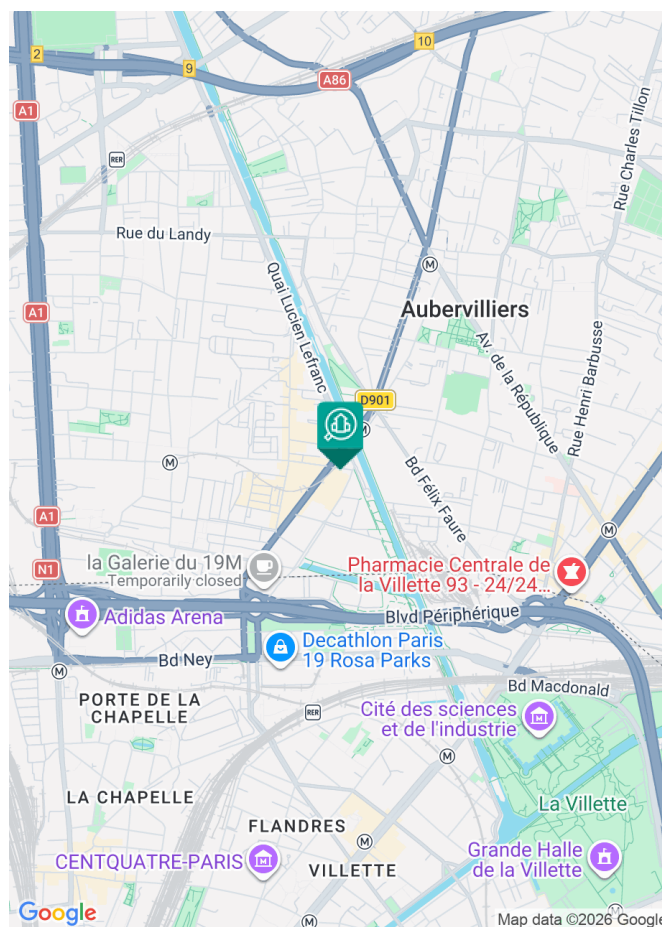 10
2
9
A86
A1
Rue Charles Tillon
RER
Rue du Landy
M
Quai Lucien Lefranc
Aubervilliers
A1
Av. de la République
Rue Henri Barbusse
D901
M
M
Bd Félix Faure
A1
M
la Galerie du 19M
Temporarily closed
N1
Pharmacie Centrale de
la Villette 93 - 24/24...
Adidas Arena
Blvd Périphérique
Decathlon Paris
19 Rosa Parks
Bd Ney
M
Bd Macdonald
PORTE DE LA
CHAPELLE
RER
Cité des sciences
et de l'industrie
M
LA CHAPELLE
La Villette
FLANDRES
M
CENTQUATRE-PARIS
VILLETTE
Grande Halle
de la Villette
Google
M
M
Map data ©2026 Google